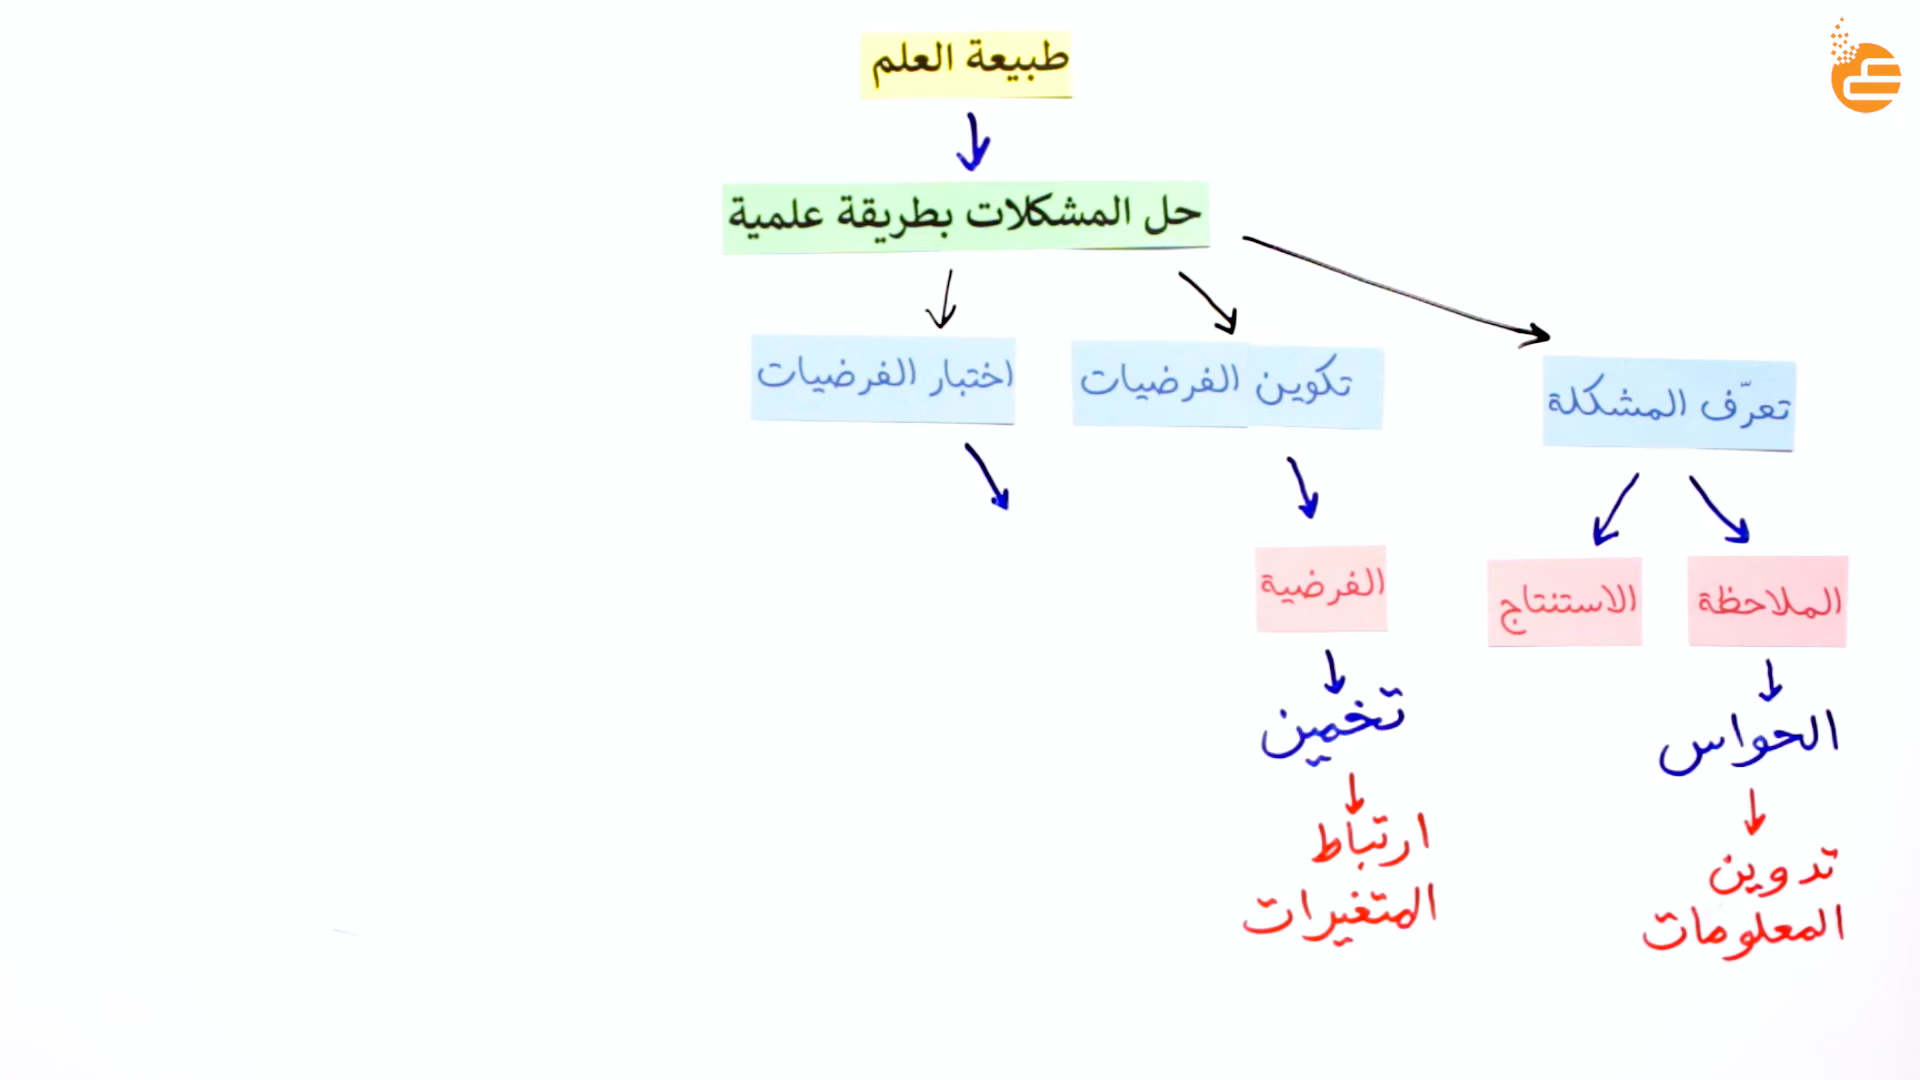 طبيعة العلم
حل المشكلات بطريقة علمية
تعرّف المشكلة
تكوين الفرضيات
اختبار الفرضيات
الملاحظة
الاستنتاج
الفرضية
الحواس
تدوين
المعلومات
تخمين
ارتباط
المتغيرات